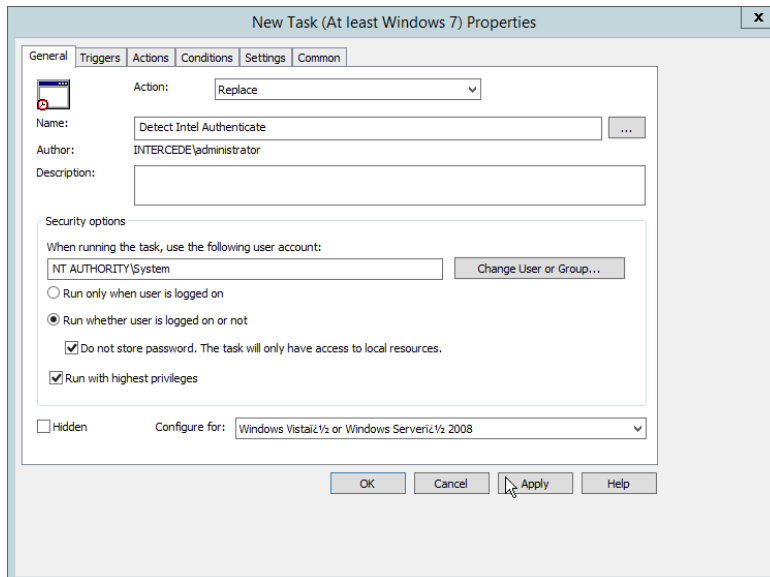 New Task (At least Windows 7) Properties
x
General Triggers Actions Conditions Settings Common
Action: Replace
Name: Detect Intel Authenticate ...
Author: INTERCEDE\administrator
Description:
Security options
When running the task, use the following user account:
NT AUTHORITY\System Change User or Group...
Run only when user is logged on
Run whether user is logged on or not
Do not store password. The task will only have access to local resources.
Run with highest privileges
Hidden Configure for: Windows Vistaï¿½ or Windows Serverï¿½ 2008
OK Cancel Apply Help